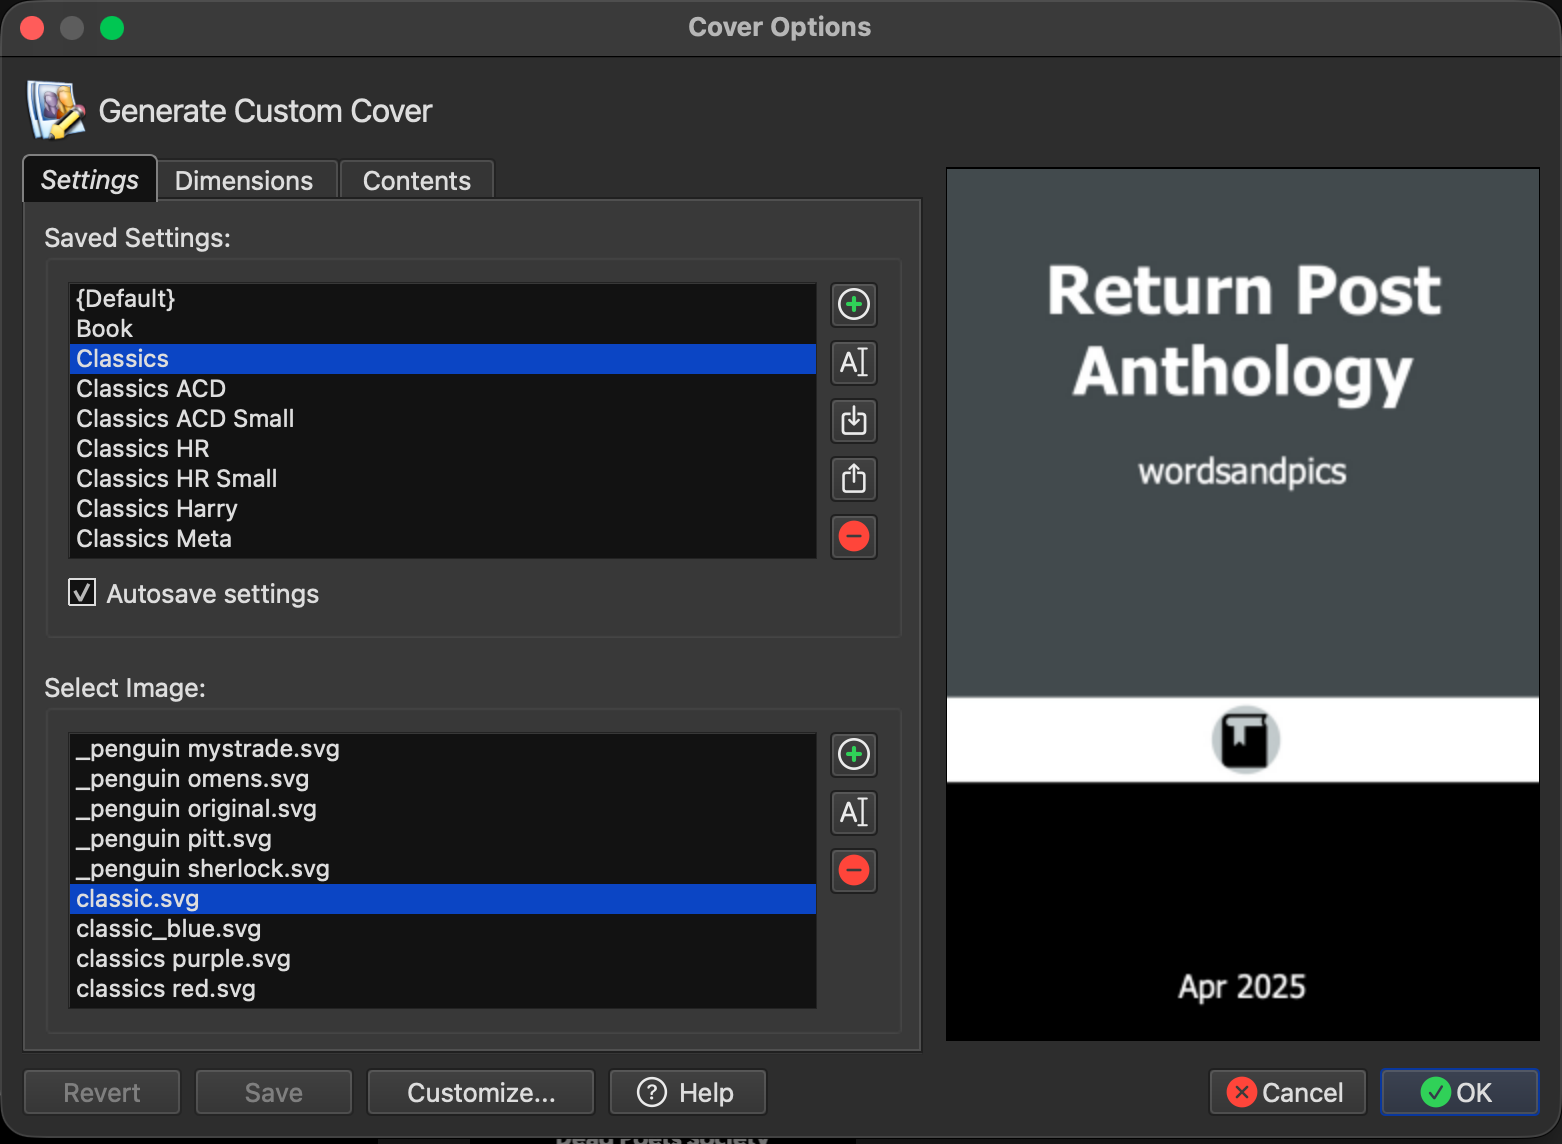 Cover Options
Generate Custom Cover
Settings
Dimensions
Contents
Saved Settings:
{Default}
Book
Classics
Classics ACD
Classics ACD Small
Classics HR
Classics HR Small
Classics Harry
Classics Meta
Autosave settings
Select Image:
_penguin mystrade.svg
_penguin omens.svg
_penguin original.svg
_penguin pitt.svg
_penguin sherlock.svg
classic.svg
classic_blue.svg
classics purple.svg
classics red.svg
Return Post
Anthology
wordsandpics
Apr 2025
Revert
Save
Customize...
Help
Cancel
OK
Dead Poets Society